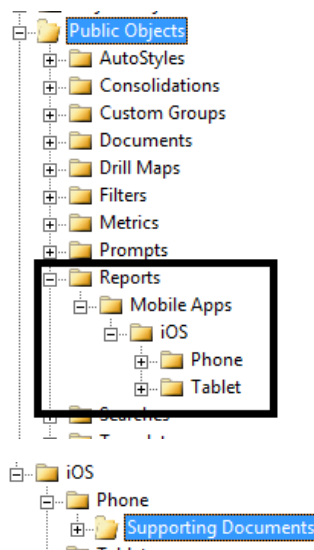 Public Objects
AutoStyles
Consolidations
Custom Groups
Documents
Drill Maps
Filters
Metrics
Prompts
Reports
Mobile Apps
iOS
Phone
Tablet
Searches
iOS
Phone
Supporting Documents